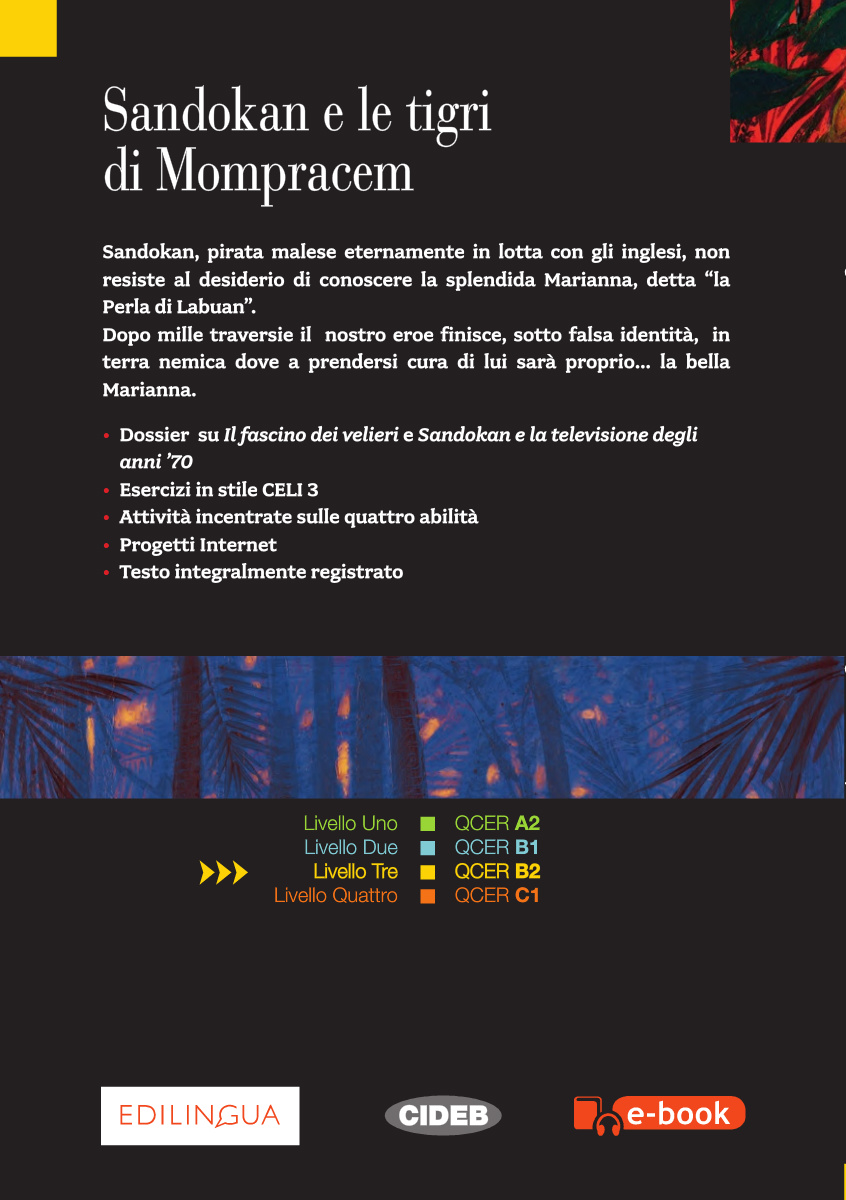 Sandokan e le tigri
di Mompracem
Sandokan, pirata malese eternamente in lotta con gli inglesi, non
resiste al desiderio di conoscere la splendida Marianna, detta “la
Perla di Labuan”.
Dopo mille traversie il nostro eroe finisce, sotto falsa identità, in
terra nemica dove a prendersi cura di lui sarà proprio... la bella
Marianna.
• Dossier su Il fascino dei velieri e Sandokan e la televisione degli
anni ’70
• Esercizi in stile CELI 3
• Attività incentrate sulle quattro abilità
• Progetti Internet
• Testo integralmente registrato
Livello Uno QCER A2
Livello Due QCER B1
Livello Tre QCER B2
Livello Quattro QCER C1
EDILINGUA
CIDEB
e-book